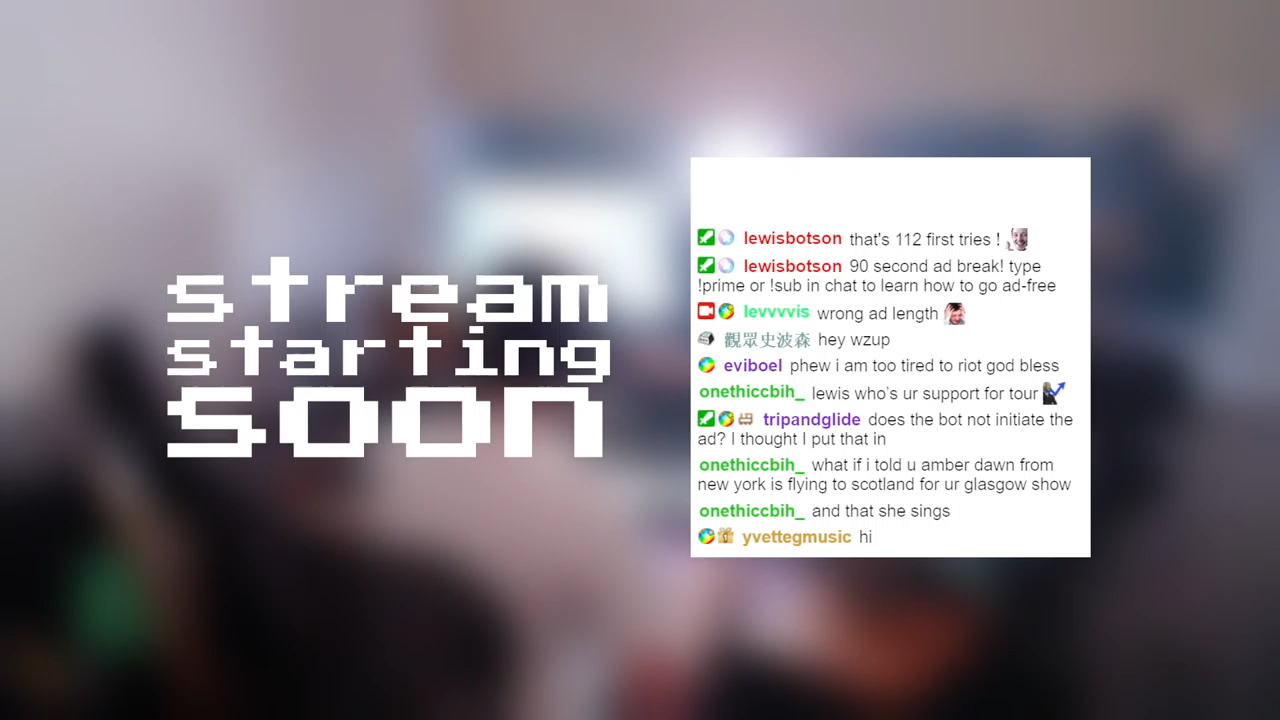 stream
starting
soon
lewisbotson that's 112 first tries !
lewisbotson 90 second ad break! type
!prime or !sub in chat to learn how to go ad-free
levvvvis wrong ad length
觀眾史波森 hey wzup
eviboel phew i am too tired to riot god bless
onethiccbih_ lewis who's ur support for tour
tripandglide does the bot not initiate the
ad? I thought I put that in
onethiccbih_ what if i told u amber dawn from
new york is flying to scotland for ur glasgow show
onethiccbih_ and that she sings
yvettegmusic hi